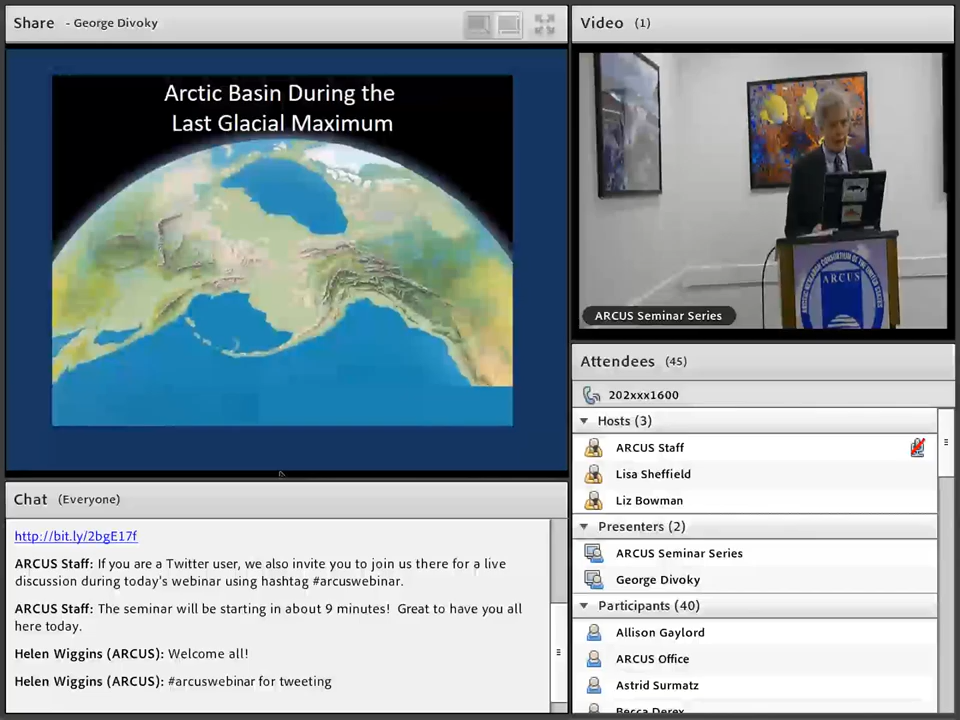 Share - George Divoky
Arctic Basin During the
Last Glacial Maximum
Video (1)
ARCUS
ARCUS Seminar Series
Attendees (45)
202xxx1600
Hosts (3)
ARCUS Staff
Lisa Sheffield
Liz Bowman
Presenters (2)
ARCUS Seminar Series
George Divoky
Participants (40)
Allison Gaylord
ARCUS Office
Astrid Surmatz
Becca Derex
Chat (Everyone)
http://bit.ly/2bgE17f
ARCUS Staff: If you are a Twitter user, we also invite you to join us there for a live
discussion during today's webinar using hashtag #arcuswebinar.
ARCUS Staff: The seminar will be starting in about 9 minutes! Great to have you all
here today.
Helen Wiggins (ARCUS): Welcome all!
Helen Wiggins (ARCUS): #arcuswebinar for tweeting